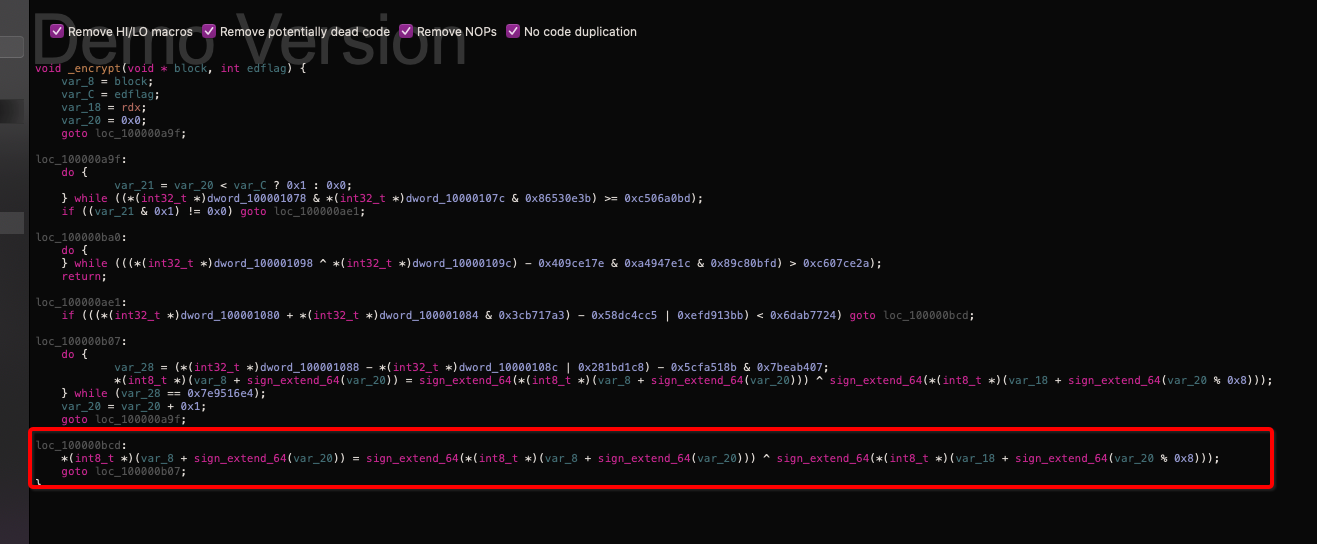 Demo Version
Remove HI/LO macros Remove potentially dead code Remove NOPs No code duplication
void _encrypt(void * block, int edflag) {
    var_8 = block;
    var_C = edflag;
    var_18 = rdx;
    var_20 = 0x0;
    goto loc_100000a9f;
loc_100000a9f:
    do {
            var_21 = var_20 < var_C ? 0x1 : 0x0;
    } while ((*(int32_t *)dword_100001078 & *(int32_t *)dword_10000107c & 0x86530e3b) >= 0xc506a0bd);
    if ((var_21 & 0x1) != 0x0) goto loc_100000ae1;
loc_100000ba0:
    do {
    } while (((*(int32_t *)dword_100001098 ^ *(int32_t *)dword_10000109c) - 0x409ce17e & 0xa4947e1c & 0x89c80bfd) > 0xc607ce2a);
    return;
loc_100000ae1:
    if (((*(int32_t *)dword_100001080 + *(int32_t *)dword_100001084 & 0x3cb717a3) - 0x58dc4cc5 | 0xefd913bb) < 0x6dab7724) goto loc_100000bcd;
loc_100000b07:
    do {
            var_28 = (*(int32_t *)dword_100001088 - *(int32_t *)dword_10000108c | 0x281bd1c8) - 0x5cfa518b & 0x7beab407;
            *(int8_t *)(var_8 + sign_extend_64(var_20)) = sign_extend_64(*(int8_t *)(var_8 + sign_extend_64(var_20))) ^ sign_extend_64(*(int8_t *)(var_18 + sign_extend_64(var_20 % 0x8)));
    } while (var_28 == 0x7e9516e4);
    var_20 = var_20 + 0x1;
    goto loc_100000a9f;
loc_100000bcd:
    *(int8_t *)(var_8 + sign_extend_64(var_20)) = sign_extend_64(*(int8_t *)(var_8 + sign_extend_64(var_20))) ^ sign_extend_64(*(int8_t *)(var_18 + sign_extend_64(var_20 % 0x8)));
    goto loc_100000b07;
}